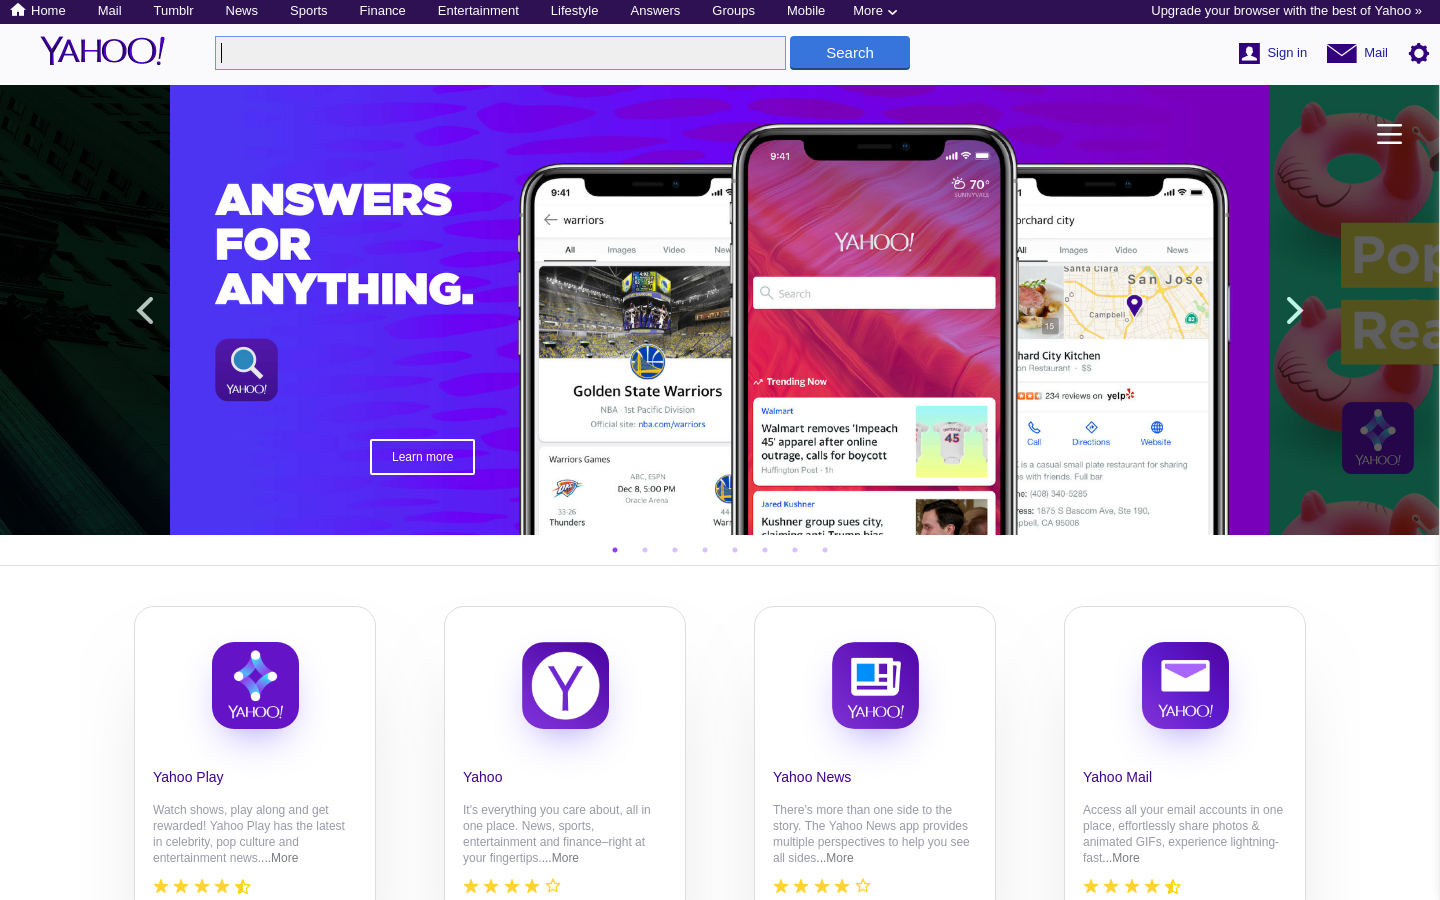 Home Mail Tumblr News Sports Finance Entertainment Lifestyle Answers Groups Mobile More Upgrade your browser with the best of Yahoo »
YAHOO!
Search
Sign in
Mail
ANSWERS
FOR
ANYTHING.
YAHOO!
Learn more
9:41
warriors
All Images Video
Golden State Warriors
NBA · 1st Pacific Division
Official site: nba.com/warriors
Warriors Games
ABC, ESPN
Dec 8, 5:00 PM
Oracle Arena
33-26
Thunders
44-
9:41
70°
SUNNYVALE
YAHOO!
Search
Trending Now
Walmart
Walmart removes 'Impeach
45' apparel after online
outrage, calls for boycott
Huffington Post · 1h
45
Jared Kushner
Kushner group sues city,
claiming anti-Trump bias
9:41
orchard city
All Images Video News
Santa Clara
San Jose
Campbell
15
82
hard City Kitchen
on Restaurant · $$
234 reviews on yelp
Call Directions Website
is a casual small plate restaurant for sharing
es with friends. Full bar
ne: (408) 340-5285
ress: 1875 S Bascom Ave, Ste 190,
pbell, CA 95008
Pop
Rea
YAHOO!
YAHOO!
Yahoo Play
Watch shows, play along and get
rewarded! Yahoo Play has the latest
in celebrity, pop culture and
entertainment news....More
Y
Yahoo
It's everything you care about, all in
one place. News, sports,
entertainment and finance–right at
your fingertips....More
YAHOO!
Yahoo News
There's more than one side to the
story. The Yahoo News app provides
multiple perspectives to help you see
all sides...More
YAHOO!
Yahoo Mail
Access all your email accounts in one
place, effortlessly share photos &
animated GIFs, experience lightning-
fast...More